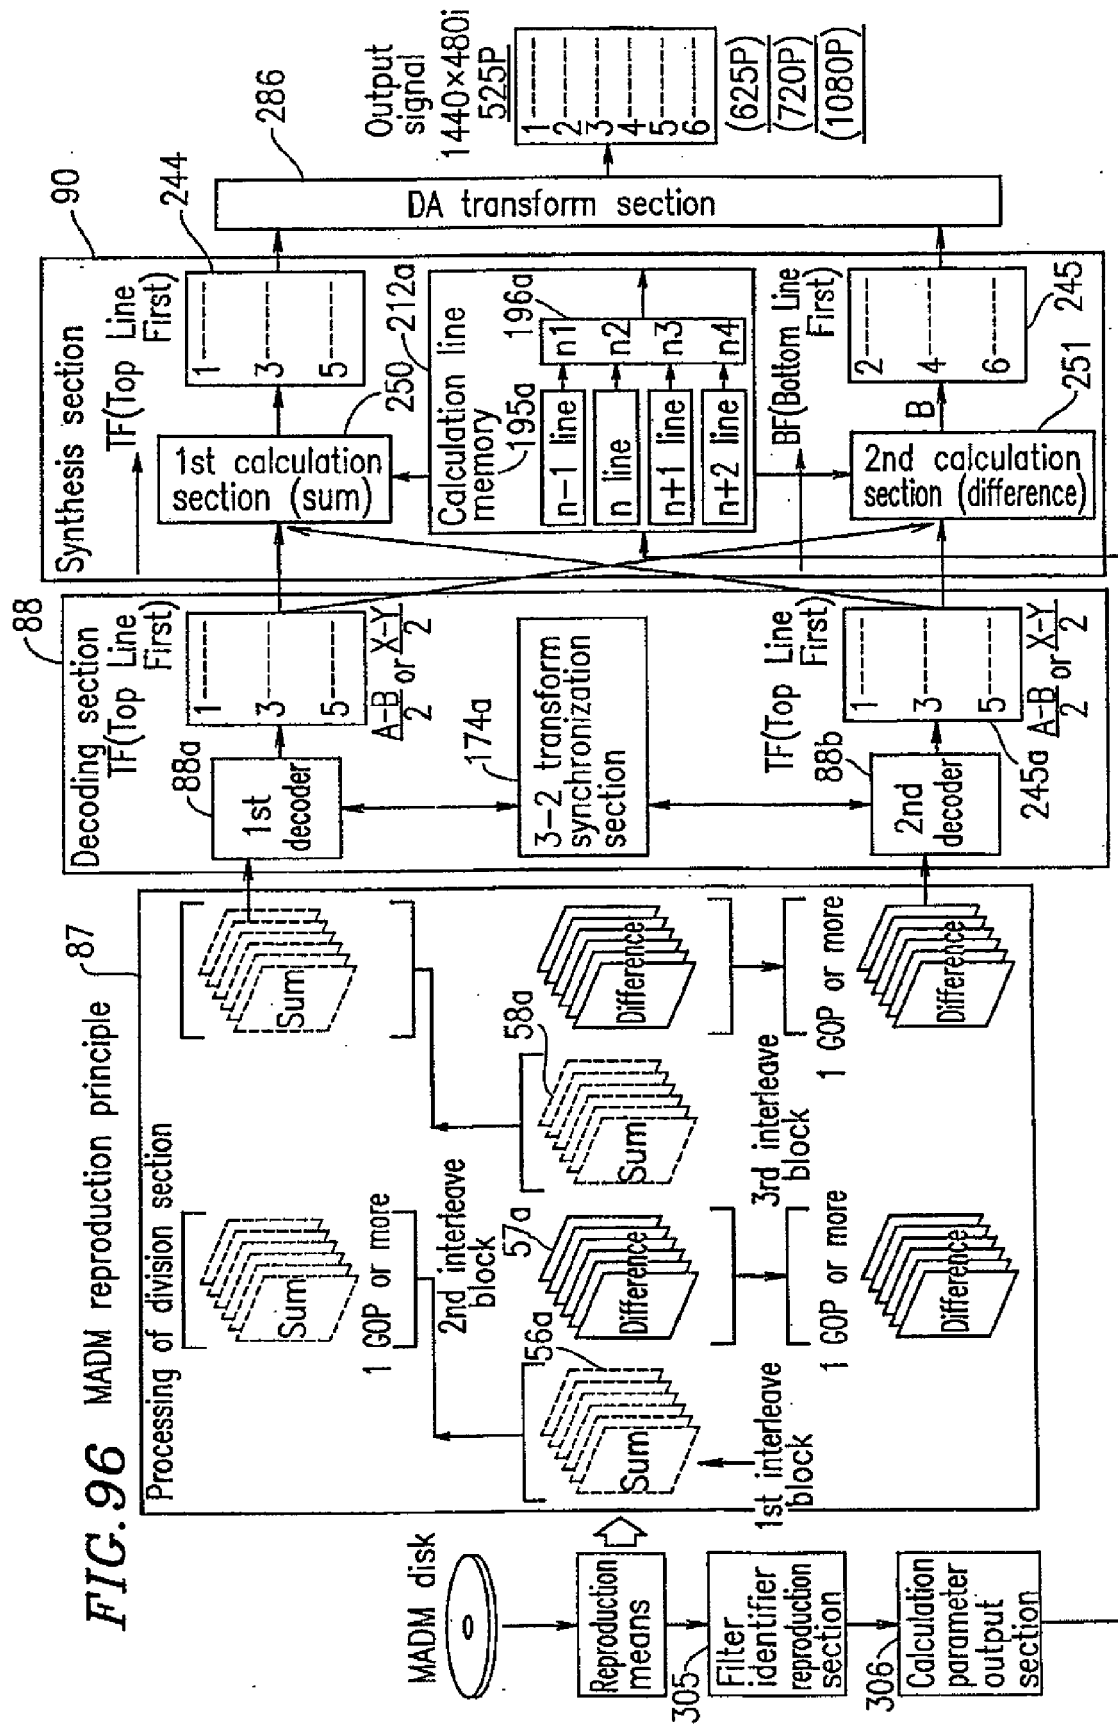 FIG. 96 MADM reproduction principle
MADM disk
Reproduction
means
305
Filter
identifier
reproduction
section
306
Calculation
parameter
output
section
87
Processing of division section
Sum
1 GOP or more
Sum
2nd interleave
block
56a
57a
58a
Sum
Difference
Sum
Difference
1st interleave
block
3rd interleave
block
1 GOP or more
1 GOP or more
Difference
Difference
88
Decoding section
TF(Top Line
First)
88a
1st
decoder
1
3
5
A-B/2 or X-Y/2
174a
3-2 transform
synchronization
section
TF(Top Line
First)
88b
2nd
decoder
1
3
5
245a
A-B/2 or X-Y/2
90
Synthesis section
TF(Top Line
First)
244
1st calculation
section (sum)
250
1
3
5
212a
Calculation line
memory
195a
196a
n-1 line
n1
n line
n2
n+1 line
n3
n+2 line
n4
BF(Bottom Line
First)
2nd calculation
section (difference)
B
2
4
6
245
251
286
DA transform section
Output
signal
1440×480i
525P
1
2
3
4
5
6
(625P)
(720P)
(1080P)